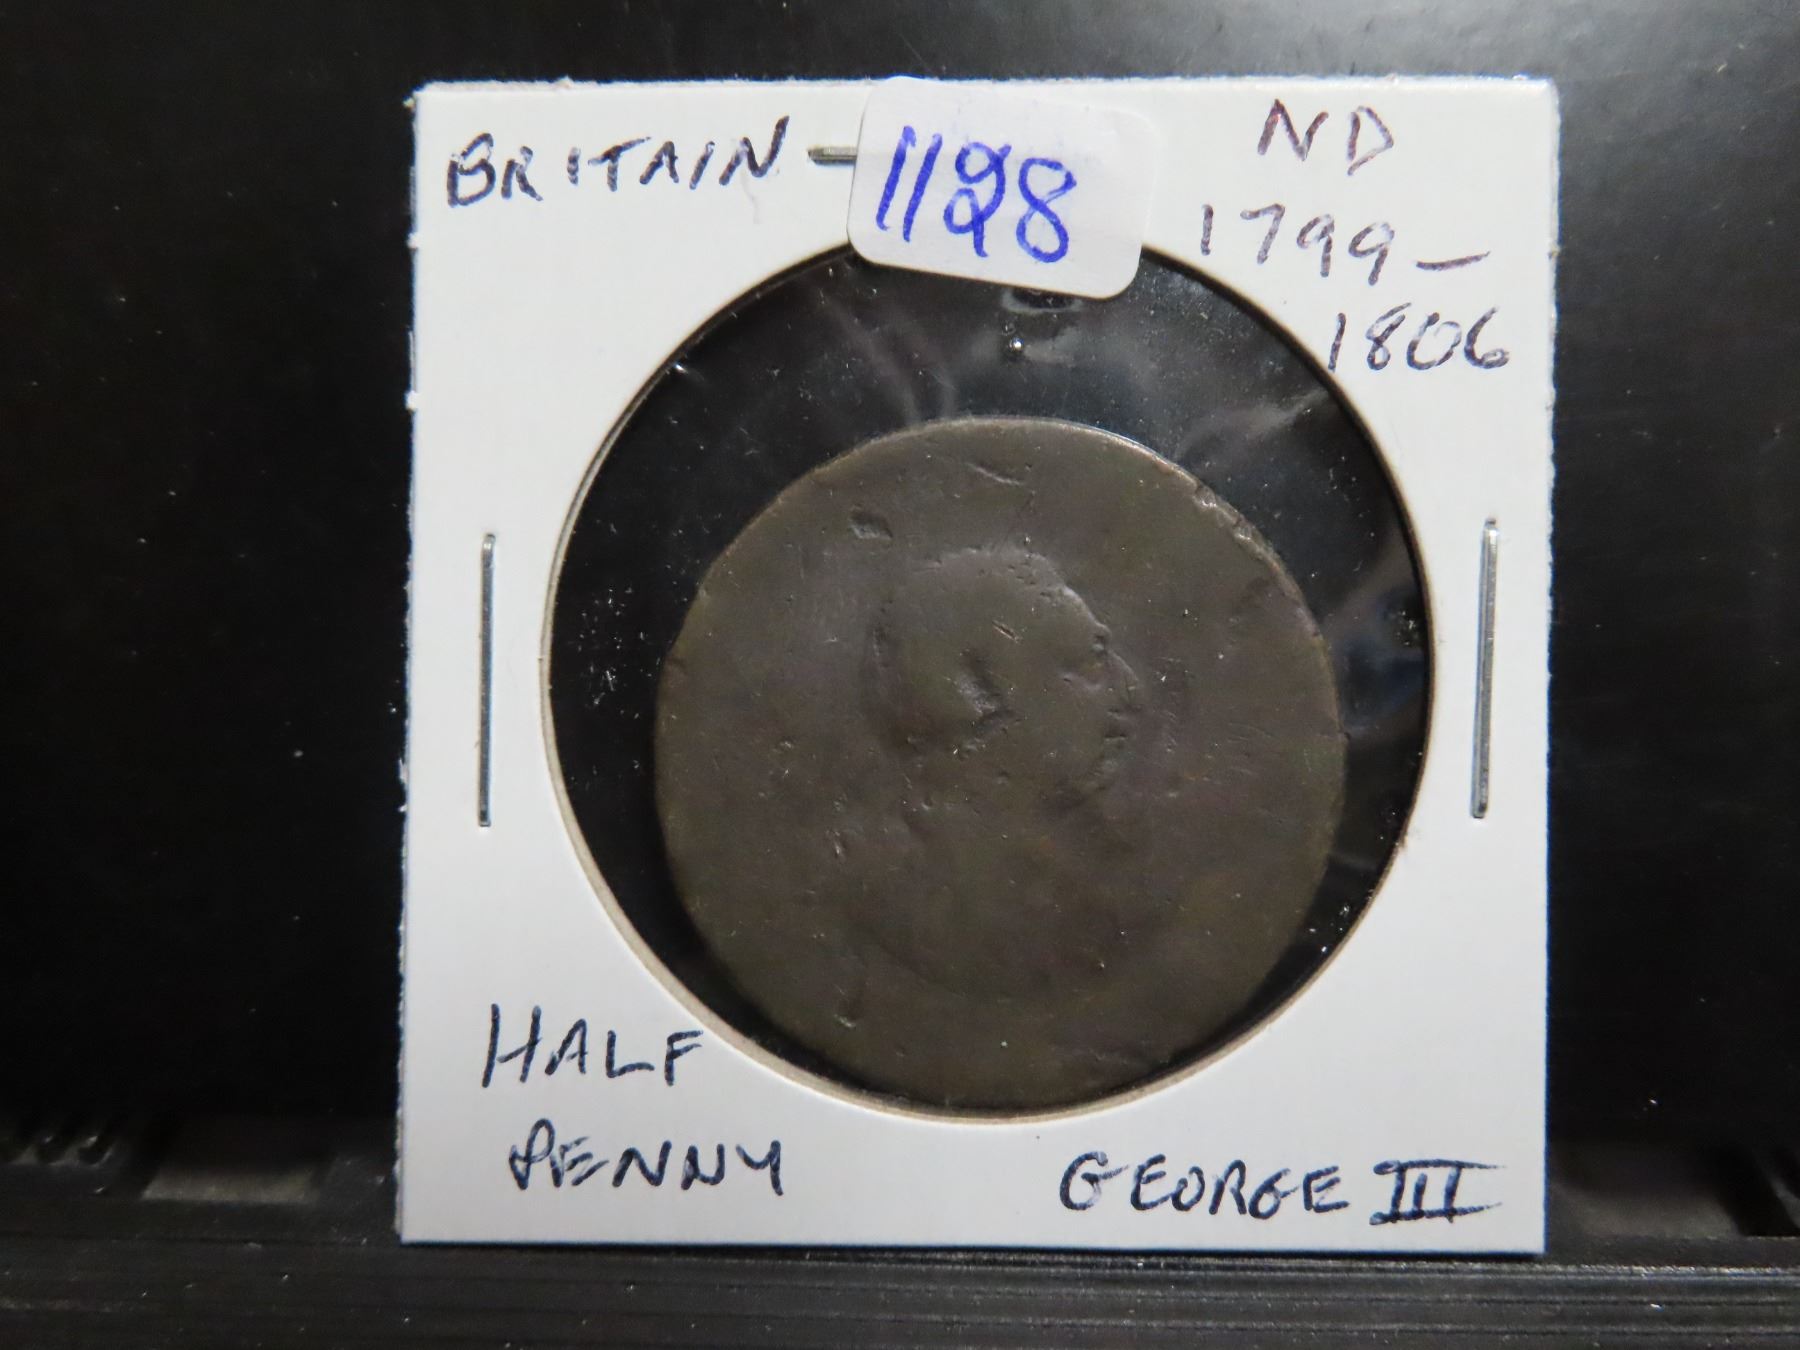 BRITAIN -
1128
ND
1799-
1806
HALF
PENNY
GEORGE III